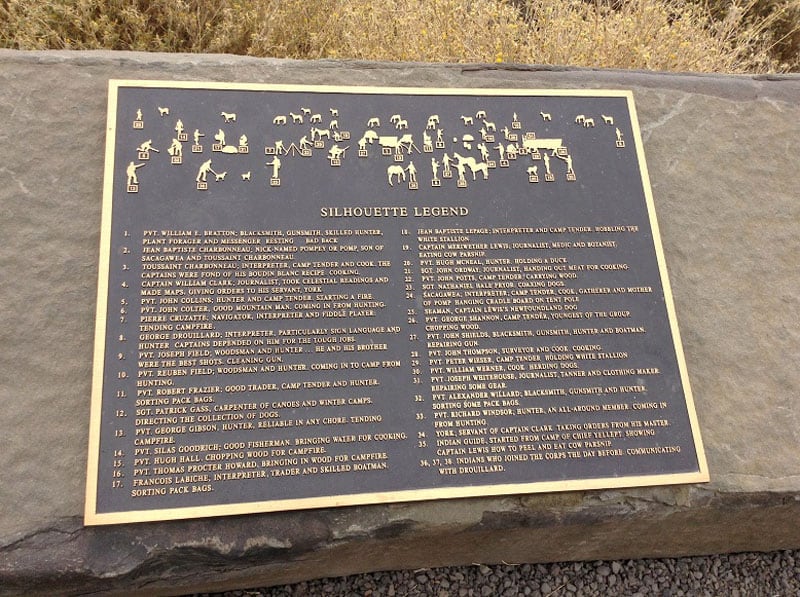 SILHOUETTE LEGEND
1. PVT. WILLIAM E. BRATTON; BLACKSMITH, GUNSMITH, SKILLED HUNTER,
PLANT FORAGER AND MESSENGER RESTING BAD BACK
2. JEAN BAPTISTE CHARBONNEAU; NICK-NAMED POMPEY OR POMP, SON OF
SACAGAWEA AND TOUSSAINT CHARBONNEAU.
3. TOUSSAINT CHARBONNEAU; INTERPRETER, CAMP TENDER AND COOK. THE
CAPTAINS WERE FOND OF HIS BOUDIN BLANC RECIPE COOKING.
4. CAPTAIN WILLIAM CLARK; JOURNALIST, TOOK CELESTIAL READINGS AND
MADE MAPS. GIVING ORDERS TO HIS SERVANT, YORK
5. PVT. JOHN COLLINS; HUNTER AND CAMP TENDER. STARTING A FIRE.
6. PVT. JOHN COLTER, GOOD MOUNTAIN MAN. COMING IN FROM HUNTING.
7. PIERRE CRUZATTE; NAVIGATOR, INTERPRETER AND FIDDLE PLAYER.
TENDING CAMPFIRE.
8. GEORGE DROUILLARD; INTERPRETER, PARTICULARLY SIGN LANGUAGE AND
HUNTER CAPTAINS DEPENDED ON HIM FOR THE TOUGH JOBS.
9. PVT. JOSEPH FIELD; WOODSMAN AND HUNTER . . . HE AND HIS BROTHER
WERE THE BEST SHOTS. CLEANING GUN.
10. PVT. REUBEN FIELD; WOODSMAN AND HUNTER. COMING IN TO CAMP FROM
HUNTING.
11. PVT. ROBERT FRAZIER; GOOD TRADER, CAMP TENDER AND HUNTER.
SORTING PACK BAGS.
12. SGT. PATRICK GASS, CARPENTER OF CANOES AND WINTER CAMPS.
DIRECTING THE COLLECTION OF DOGS.
13. PVT. GEORGE GIBSON, HUNTER, RELIABLE IN ANY CHORE. TENDING
CAMPFIRE.
14. PVT. SILAS GOODRICH; GOOD FISHERMAN. BRINGING WATER FOR COOKING.
15. PVT. HUGH HALL, CHOPPING WOOD FOR CAMPFIRE.
16. PVT. THOMAS PROCTER HOWARD, BRINGING IN WOOD FOR CAMPFIRE.
17. FRANCOIS LABICHE, INTERPRETER, TRADER AND SKILLED BOATMAN.
SORTING PACK BAGS.
18. JEAN BAPTISTE LEPAGE; INTERPRETER AND CAMP TENDER. HOBBLING THE
WHITE STALLION.
19. CAPTAIN MERIWETHER LEWIS, JOURNALIST, MEDIC AND BOTANIST.
EATING COW PARSNIP.
20. PVT. HUGH MCNEAL, HUNTER. HOLDING A DUCK.
21. SGT. JOHN ORDWAY; JOURNALIST, HANDING OUT MEAT FOR COOKING.
22. PVT. JOHN POTTS, CAMP TENDER. CARRYING WOOD.
23. SGT. NATHANIEL HALE PRYOR. COAXING DOGS.
24. SACAGAWEA; INTERPRETER, CAMP TENDER, COOK, GATHERER AND MOTHER
OF POMP. HANGING CRADLE BOARD ON TENT POLE
25. SEAMAN, CAPTAIN LEWIS'S NEWFOUNDLAND DOG.
26. PVT. GEORGE SHANNON, CAMP TENDER, YOUNGEST OF THE GROUP.
CHOPPING WOOD.
27. PVT. JOHN SHIELDS, BLACKSMITH, GUNSMITH, HUNTER AND BOATMAN.
REPAIRING GUN.
28. PVT. JOHN THOMPSON, SURVEYOR AND COOK. COOKING.
29. PVT. PETER WIESER, CAMP TENDER. HOLDING WHITE STALLION
30. PVT. WILLIAM WERNER, COOK. HERDING DOGS.
31. PVT. JOSEPH WHITEHOUSE, JOURNALIST, TANNER AND CLOTHING MAKER.
REPAIRING SOME GEAR.
32. PVT ALEXANDER WILLARD; BLACKSMITH, GUNSMITH AND HUNTER.
SORTING SOME PACK BAGS.
33. PVT. RICHARD WINDSOR; HUNTER, AN ALL-AROUND MEMBER. COMING IN
FROM HUNTING.
34. YORK; SERVANT OF CAPTAIN CLARK. TAKING ORDERS FROM HIS MASTER.
35. INDIAN GUIDE, STARTED FROM CAMP OF CHIEF YELLEPT. SHOWING
CAPTAIN LEWIS HOW TO PEEL AND EAT COW PARSNIP.
36, 37, 38. INDIANS WHO JOINED THE CORPS THE DAY BEFORE. COMMUNICATING
WITH DROUILLARD.